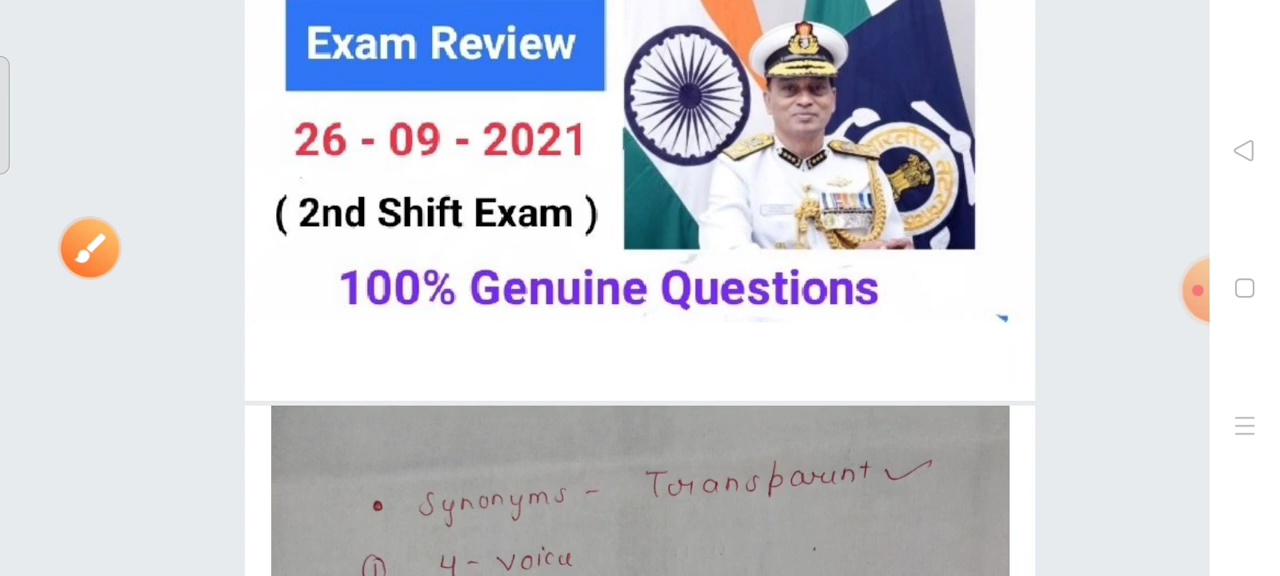 Exam Review
26 - 09 - 2021
( 2nd Shift Exam )
100% Genuine Questions
• Synonyms - Transparent ✓
① 4 - Voice